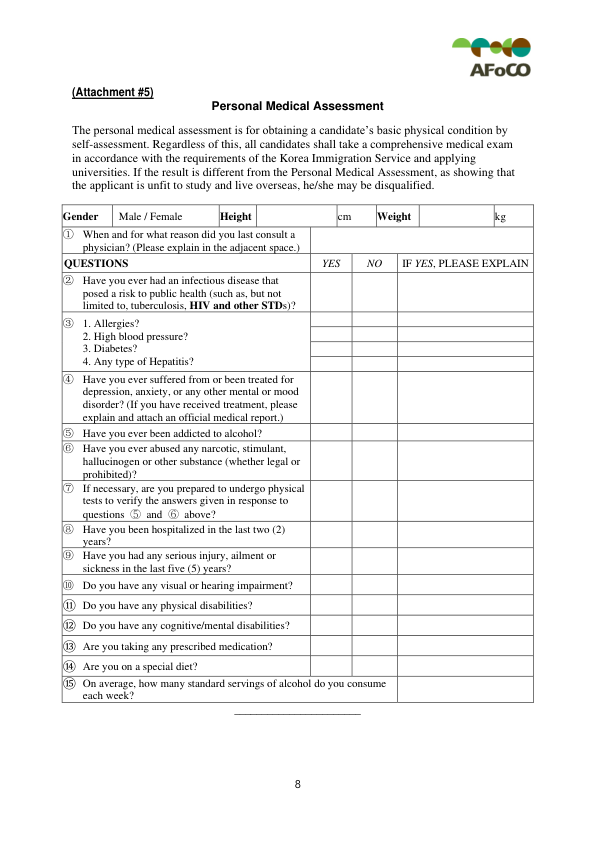 AFoCO
(Attachment #5)
Personal Medical Assessment
The personal medical assessment is for obtaining a candidate's basic physical condition by
self-assessment. Regardless of this, all candidates shall take a comprehensive medical exam
in accordance with the requirements of the Korea Immigration Service and applying
universities. If the result is different from the Personal Medical Assessment, as showing that
the applicant is unfit to study and live overseas, he/she may be disqualified.
Gender Male / Female Height cm Weight kg
① When and for what reason did you last consult a
physician? (Please explain in the adjacent space.)
QUESTIONS YES NO IF YES, PLEASE EXPLAIN
② Have you ever had an infectious disease that
posed a risk to public health (such as, but not
limited to, tuberculosis, HIV and other STDs)?
③ 1. Allergies?
2. High blood pressure?
3. Diabetes?
4. Any type of Hepatitis?
④ Have you ever suffered from or been treated for
depression, anxiety, or any other mental or mood
disorder? (If you have received treatment, please
explain and attach an official medical report.)
⑤ Have you ever been addicted to alcohol?
⑥ Have you ever abused any narcotic, stimulant,
hallucinogen or other substance (whether legal or
prohibited)?
⑦ If necessary, are you prepared to undergo physical
tests to verify the answers given in response to
questions ⑤ and ⑥ above?
⑧ Have you been hospitalized in the last two (2)
years?
⑨ Have you had any serious injury, ailment or
sickness in the last five (5) years?
⑩ Do you have any visual or hearing impairment?
⑪ Do you have any physical disabilities?
⑫ Do you have any cognitive/mental disabilities?
⑬ Are you taking any prescribed medication?
⑭ Are you on a special diet?
⑮ On average, how many standard servings of alcohol do you consume
each week?
8